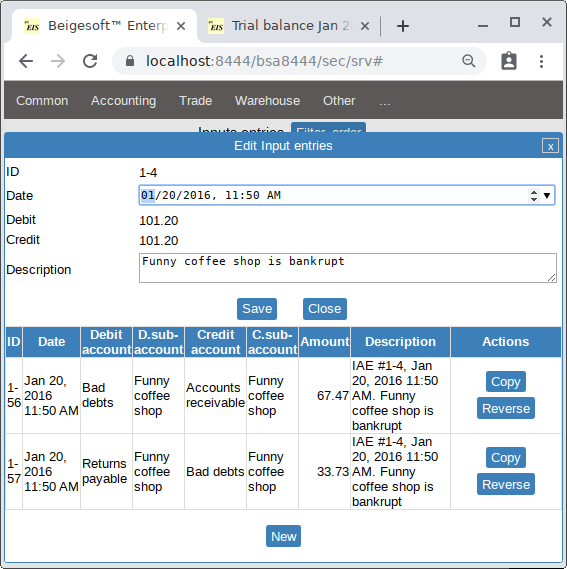 Beigesoft™ Enterp
Trial balance Jan 2
localhost:8444/bsa8444/sec/srv#
Common Accounting Trade Warehouse Other ...
Inputs entries Filter, order
Edit Input entries x
ID 1-4
Date 01/20/2016, 11:50 AM
Debit 101.20
Credit 101.20
Description Funny coffee shop is bankrupt
Save Close
ID Date Debit account D.sub-account Credit account C.sub-account Amount Description Actions
1-56 Jan 20, 2016 11:50 AM Bad debts Funny coffee shop Accounts receivable Funny coffee shop 67.47 IAE #1-4, Jan 20, 2016 11:50 AM. Funny coffee shop is bankrupt Copy Reverse
1-57 Jan 20, 2016 11:50 AM Returns payable Funny coffee shop Bad debts Funny coffee shop 33.73 IAE #1-4, Jan 20, 2016 11:50 AM. Funny coffee shop is bankrupt Copy Reverse
New